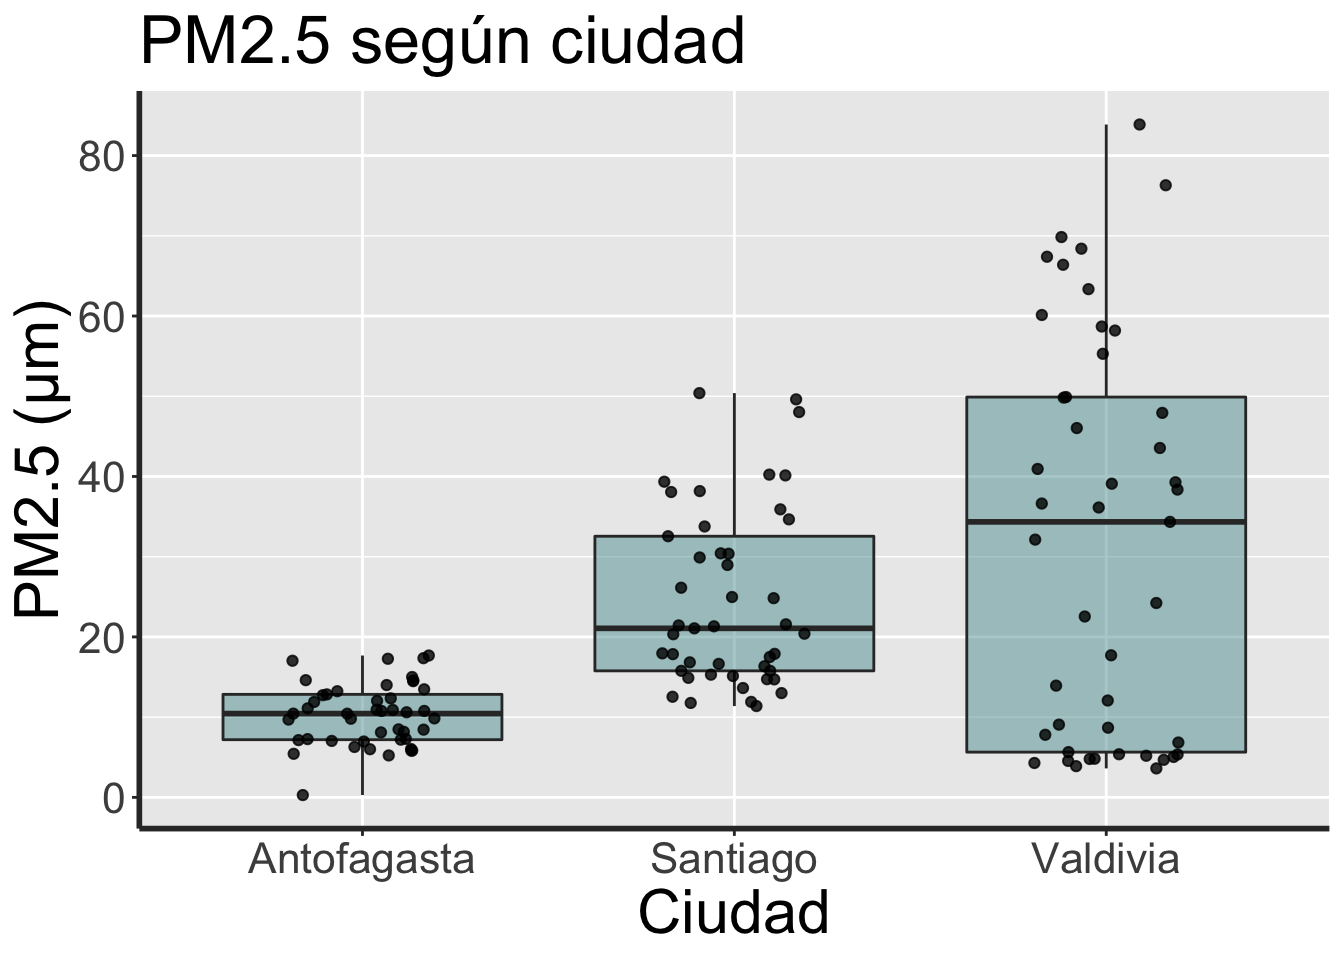 PM2.5 según ciudad
PM2.5 (μm)
80
60
40
20
0
Antofagasta
Santiago
Valdivia
Ciudad